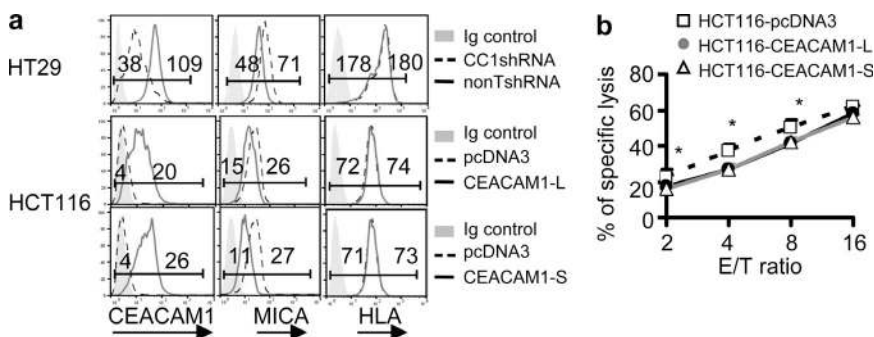 a
HT29
38 109
48 71
178 180
Ig control
CC1shRNA
nonTshRNA
HCT116
4 20
15 26
72 74
Ig control
pcDNA3
CEACAM1-L
4 26
11 27
71 73
Ig control
pcDNA3
CEACAM1-S
CEACAM1
MICA
HLA
b
HCT116-pcDNA3
HCT116-CEACAM1-L
HCT116-CEACAM1-S
% of specific lysis
80
60
40
20
0
* * *
2 4 8 16
E/T ratio